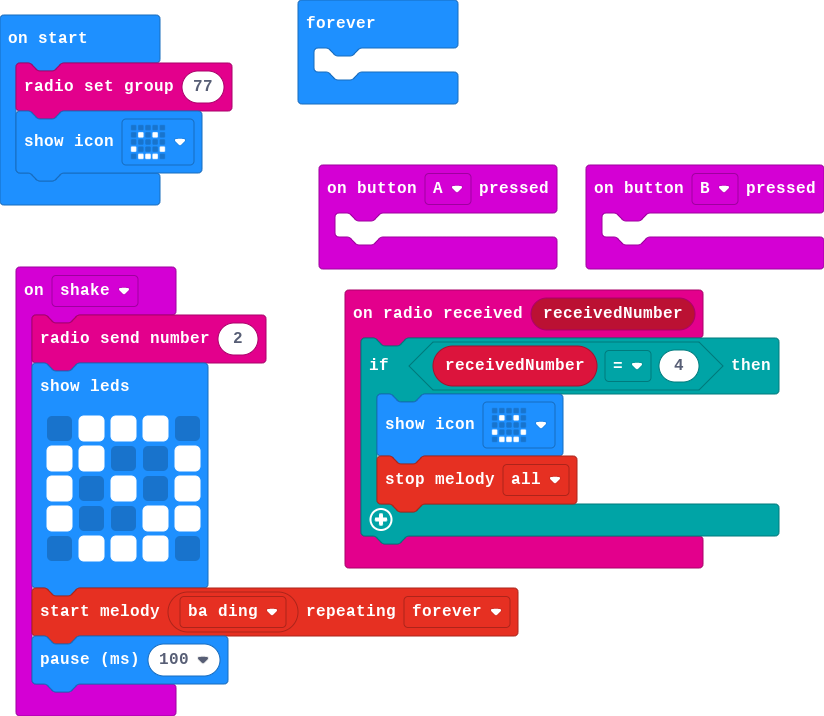 on start
radio set group 77
show icon
forever
on button A pressed
on button B pressed
on shake
radio send number 2
show leds
start melody ba ding repeating forever
pause (ms) 100
on radio received receivedNumber
if receivedNumber = 4 then
show icon
stop melody all